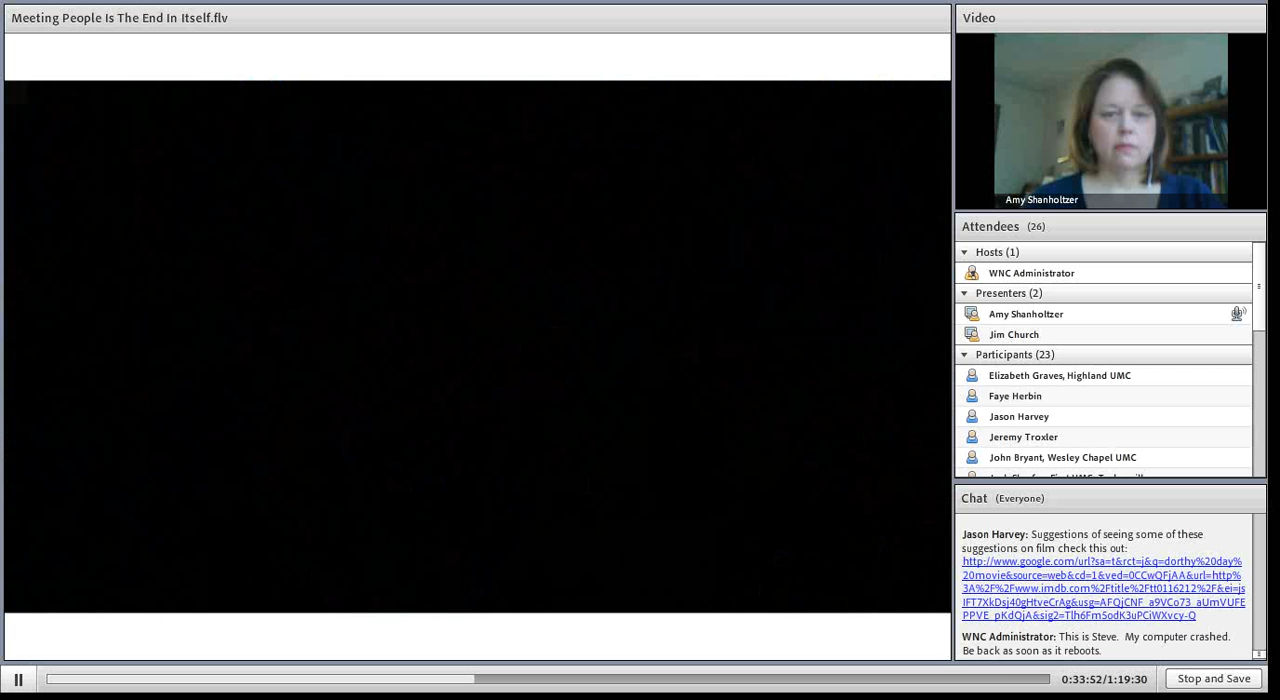 Meeting People Is The End In Itself.flv
Video
Amy Shanholtzer
Attendees (26)
Hosts (1)
WNC Administrator
Presenters (2)
Amy Shanholtzer
Jim Church
Participants (23)
Elizabeth Graves, Highland UMC
Faye Herbin
Jason Harvey
Jeremy Troxler
John Bryant, Wesley Chapel UMC
Chat (Everyone)
Jason Harvey: Suggestions of seeing some of these
suggestions on film check this out:
http://www.google.com/url?sa=t&rct=j&q=dorthy%20day%
20movie&source=web&cd=1&ved=0CCwQFjAA&url=http%
3A%2F%2Fwww.imdb.com%2Ftitle%2Ftt0116212%2F&ei=js
IFT7XkDsj40gHtveCrAg&usg=AFQjCNF_a9VCo73_aUmVUFE
PPVE_pKdQjA&sig2=Tlh6Fm5odK3uPCiWXvcy-Q
WNC Administrator: This is Steve. My computer crashed.
Be back as soon as it reboots.
0:33:52/1:19:30
Stop and Save